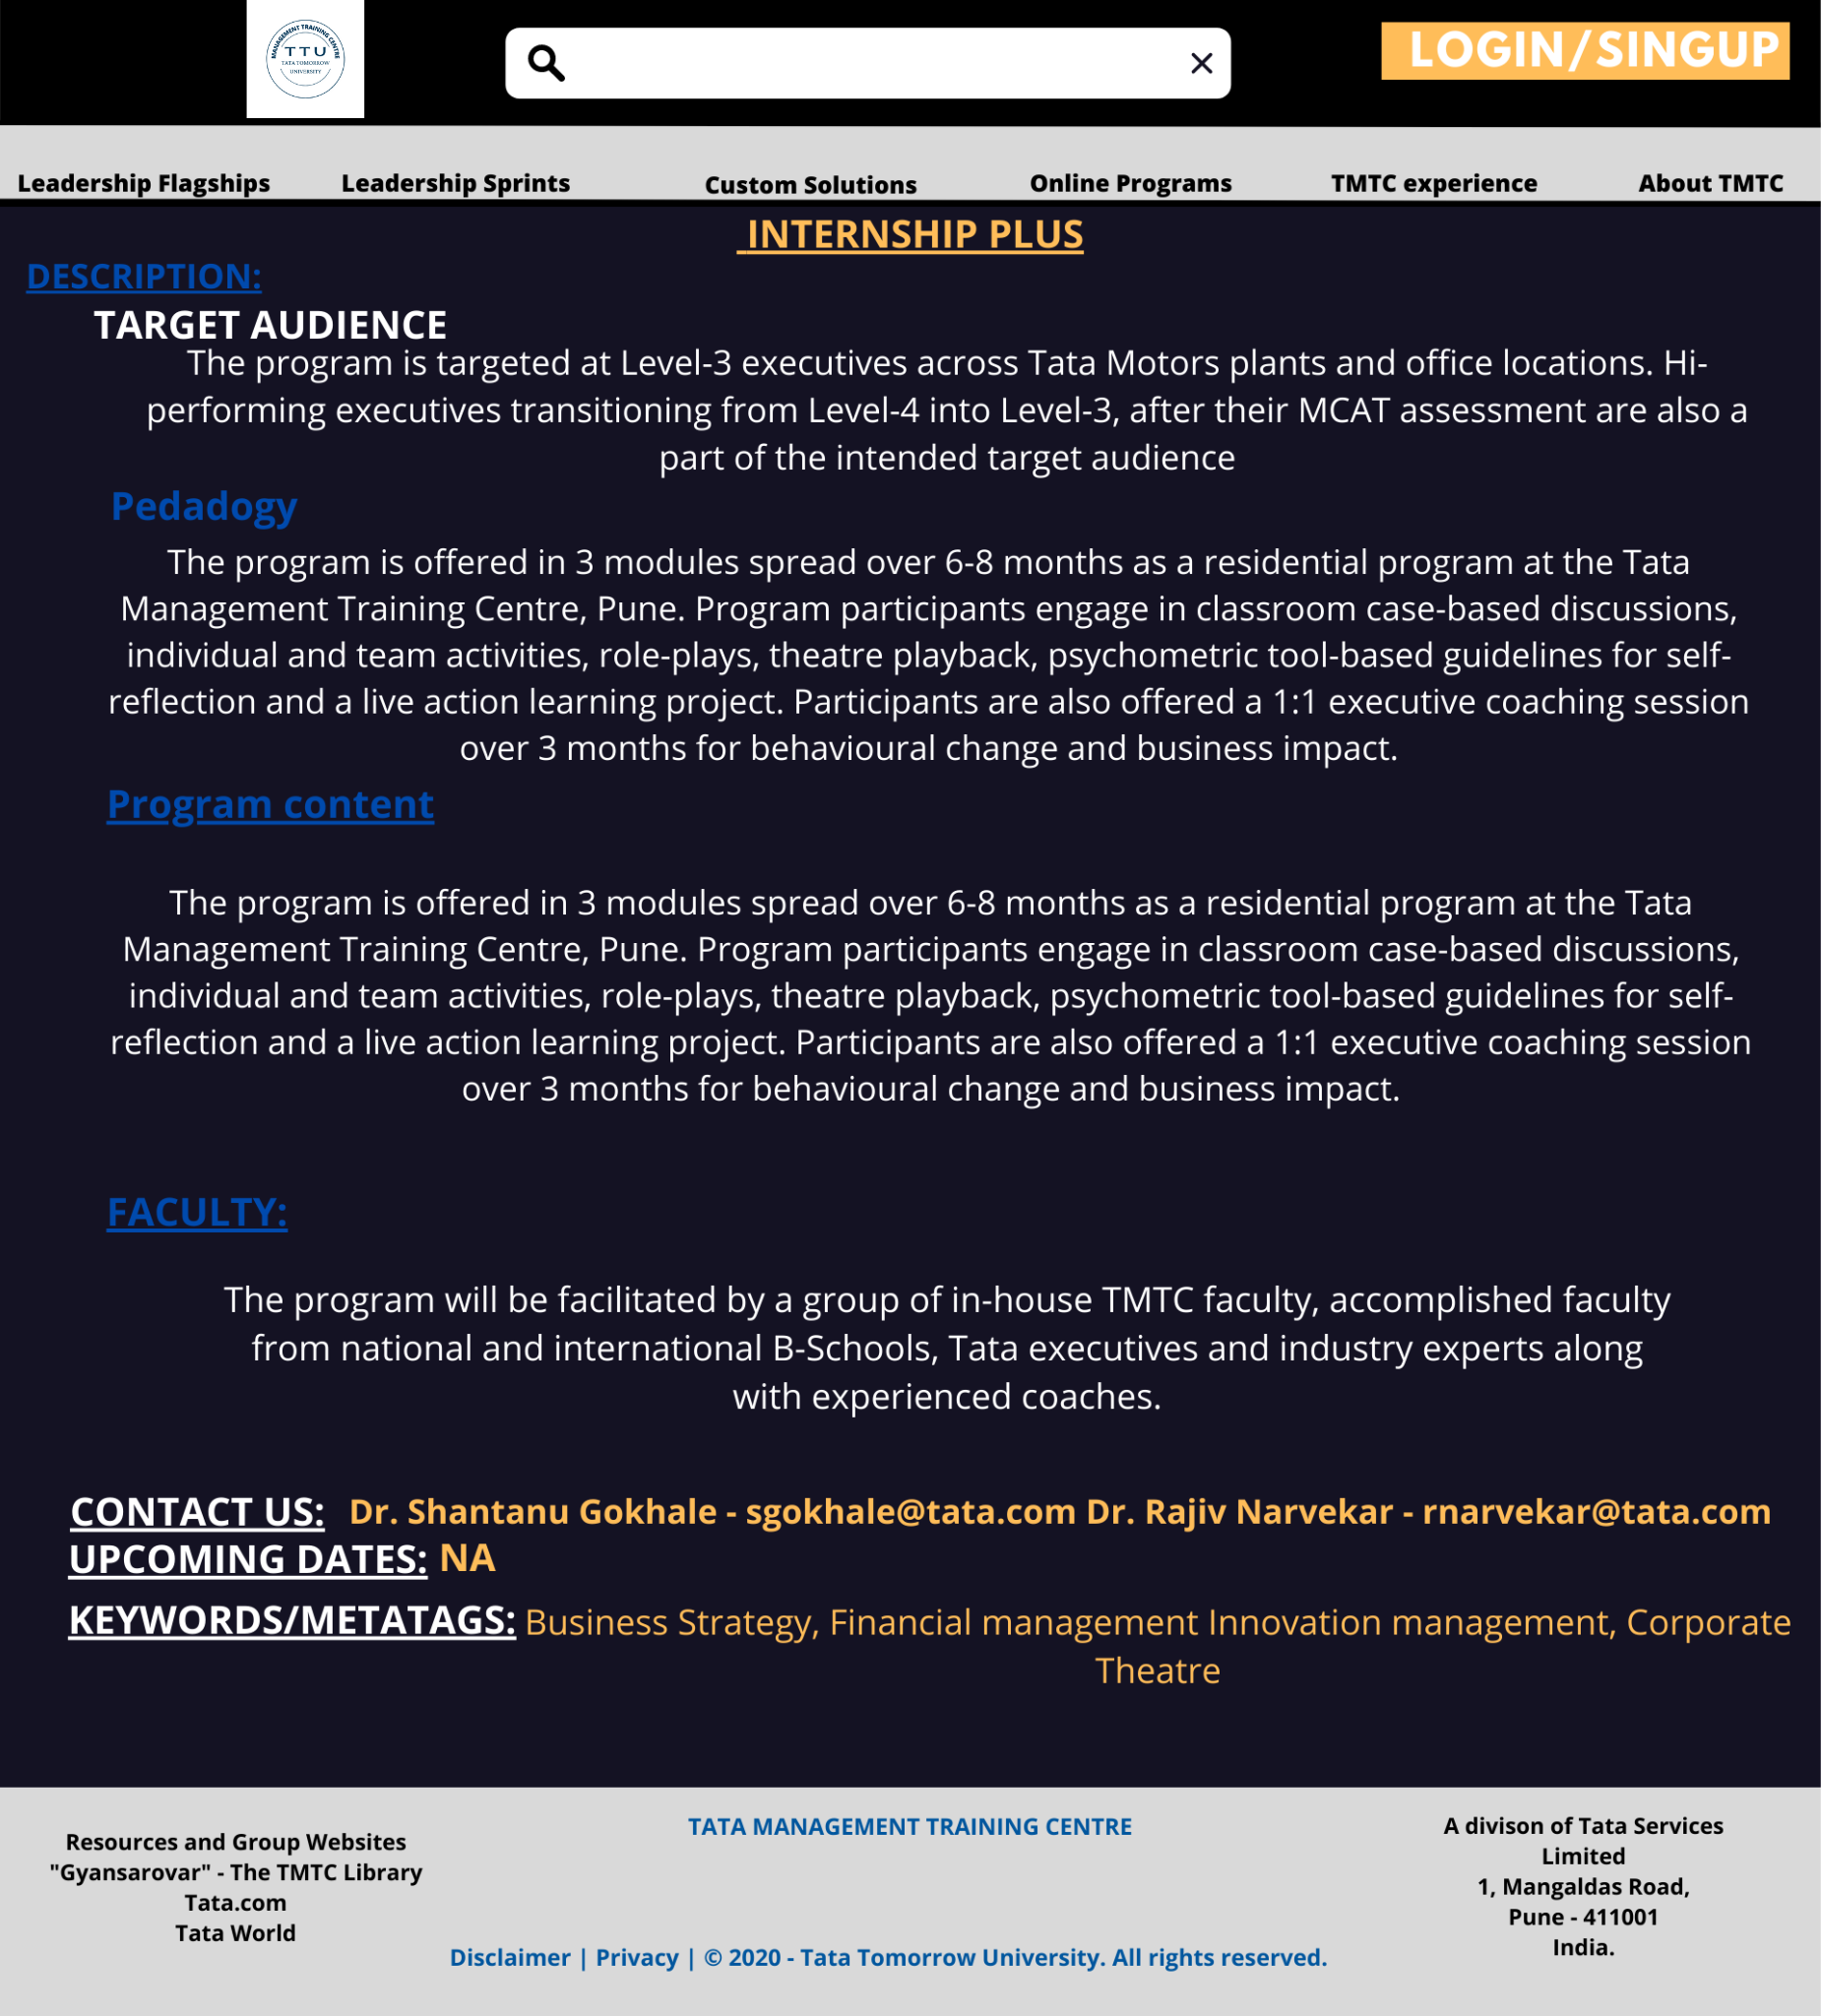 MANAGEMENT TRAINING CENTRE
TTU
TATA TOMORROW
UNIVERSITY
LOGIN/SINGUP
Leadership Flagships
Leadership Sprints
Custom Solutions
Online Programs
TMTC experience
About TMTC
INTERNSHIP PLUS
DESCRIPTION:
TARGET AUDIENCE
The program is targeted at Level-3 executives across Tata Motors plants and office locations. Hi-
performing executives transitioning from Level-4 into Level-3, after their MCAT assessment are also a
part of the intended target audience
Pedadogy
The program is offered in 3 modules spread over 6-8 months as a residential program at the Tata
Management Training Centre, Pune. Program participants engage in classroom case-based discussions,
individual and team activities, role-plays, theatre playback, psychometric tool-based guidelines for self-
reflection and a live action learning project. Participants are also offered a 1:1 executive coaching session
over 3 months for behavioural change and business impact.
Program content
The program is offered in 3 modules spread over 6-8 months as a residential program at the Tata
Management Training Centre, Pune. Program participants engage in classroom case-based discussions,
individual and team activities, role-plays, theatre playback, psychometric tool-based guidelines for self-
reflection and a live action learning project. Participants are also offered a 1:1 executive coaching session
over 3 months for behavioural change and business impact.
FACULTY:
The program will be facilitated by a group of in-house TMTC faculty, accomplished faculty
from national and international B-Schools, Tata executives and industry experts along
with experienced coaches.
CONTACT US: Dr. Shantanu Gokhale - sgokhale@tata.com Dr. Rajiv Narvekar - rnarvekar@tata.com
UPCOMING DATES: NA
KEYWORDS/METATAGS: Business Strategy, Financial management Innovation management, Corporate
Theatre
Resources and Group Websites
"Gyansarovar" - The TMTC Library
Tata.com
Tata World
TATA MANAGEMENT TRAINING CENTRE
Disclaimer | Privacy | © 2020 - Tata Tomorrow University. All rights reserved.
A divison of Tata Services
Limited
1, Mangaldas Road,
Pune - 411001
India.